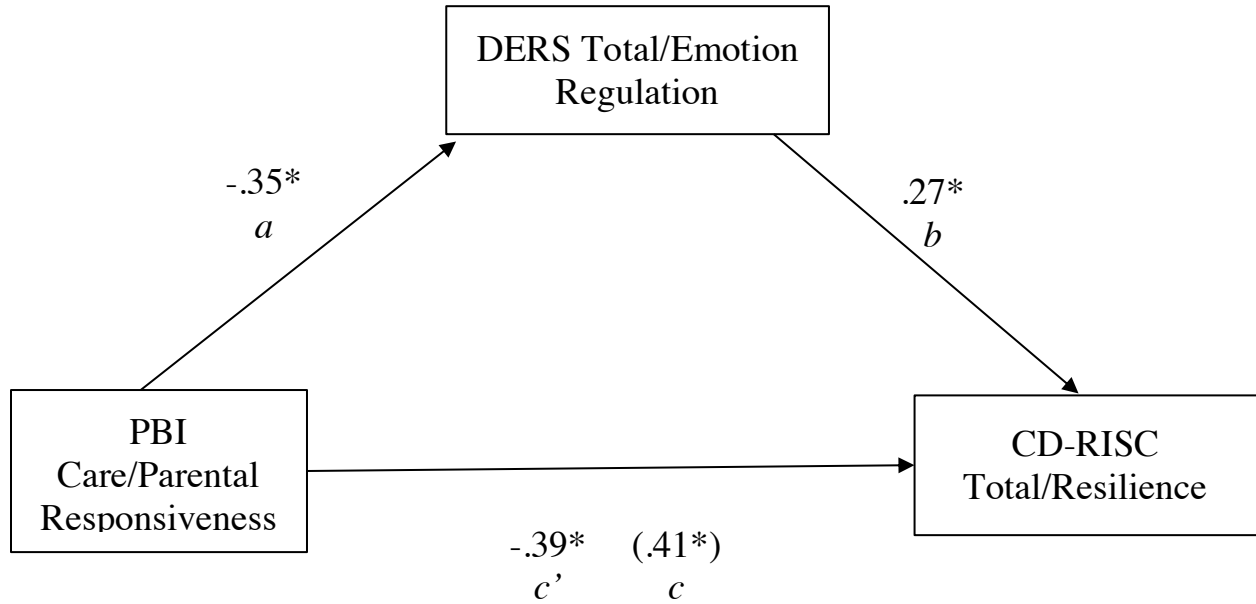 DERS Total/Emotion
Regulation
-.35*
a
.27*
b
PBI
Care/Parental
Responsiveness
CD-RISC
Total/Resilience
-.39* (.41*)
c’ c